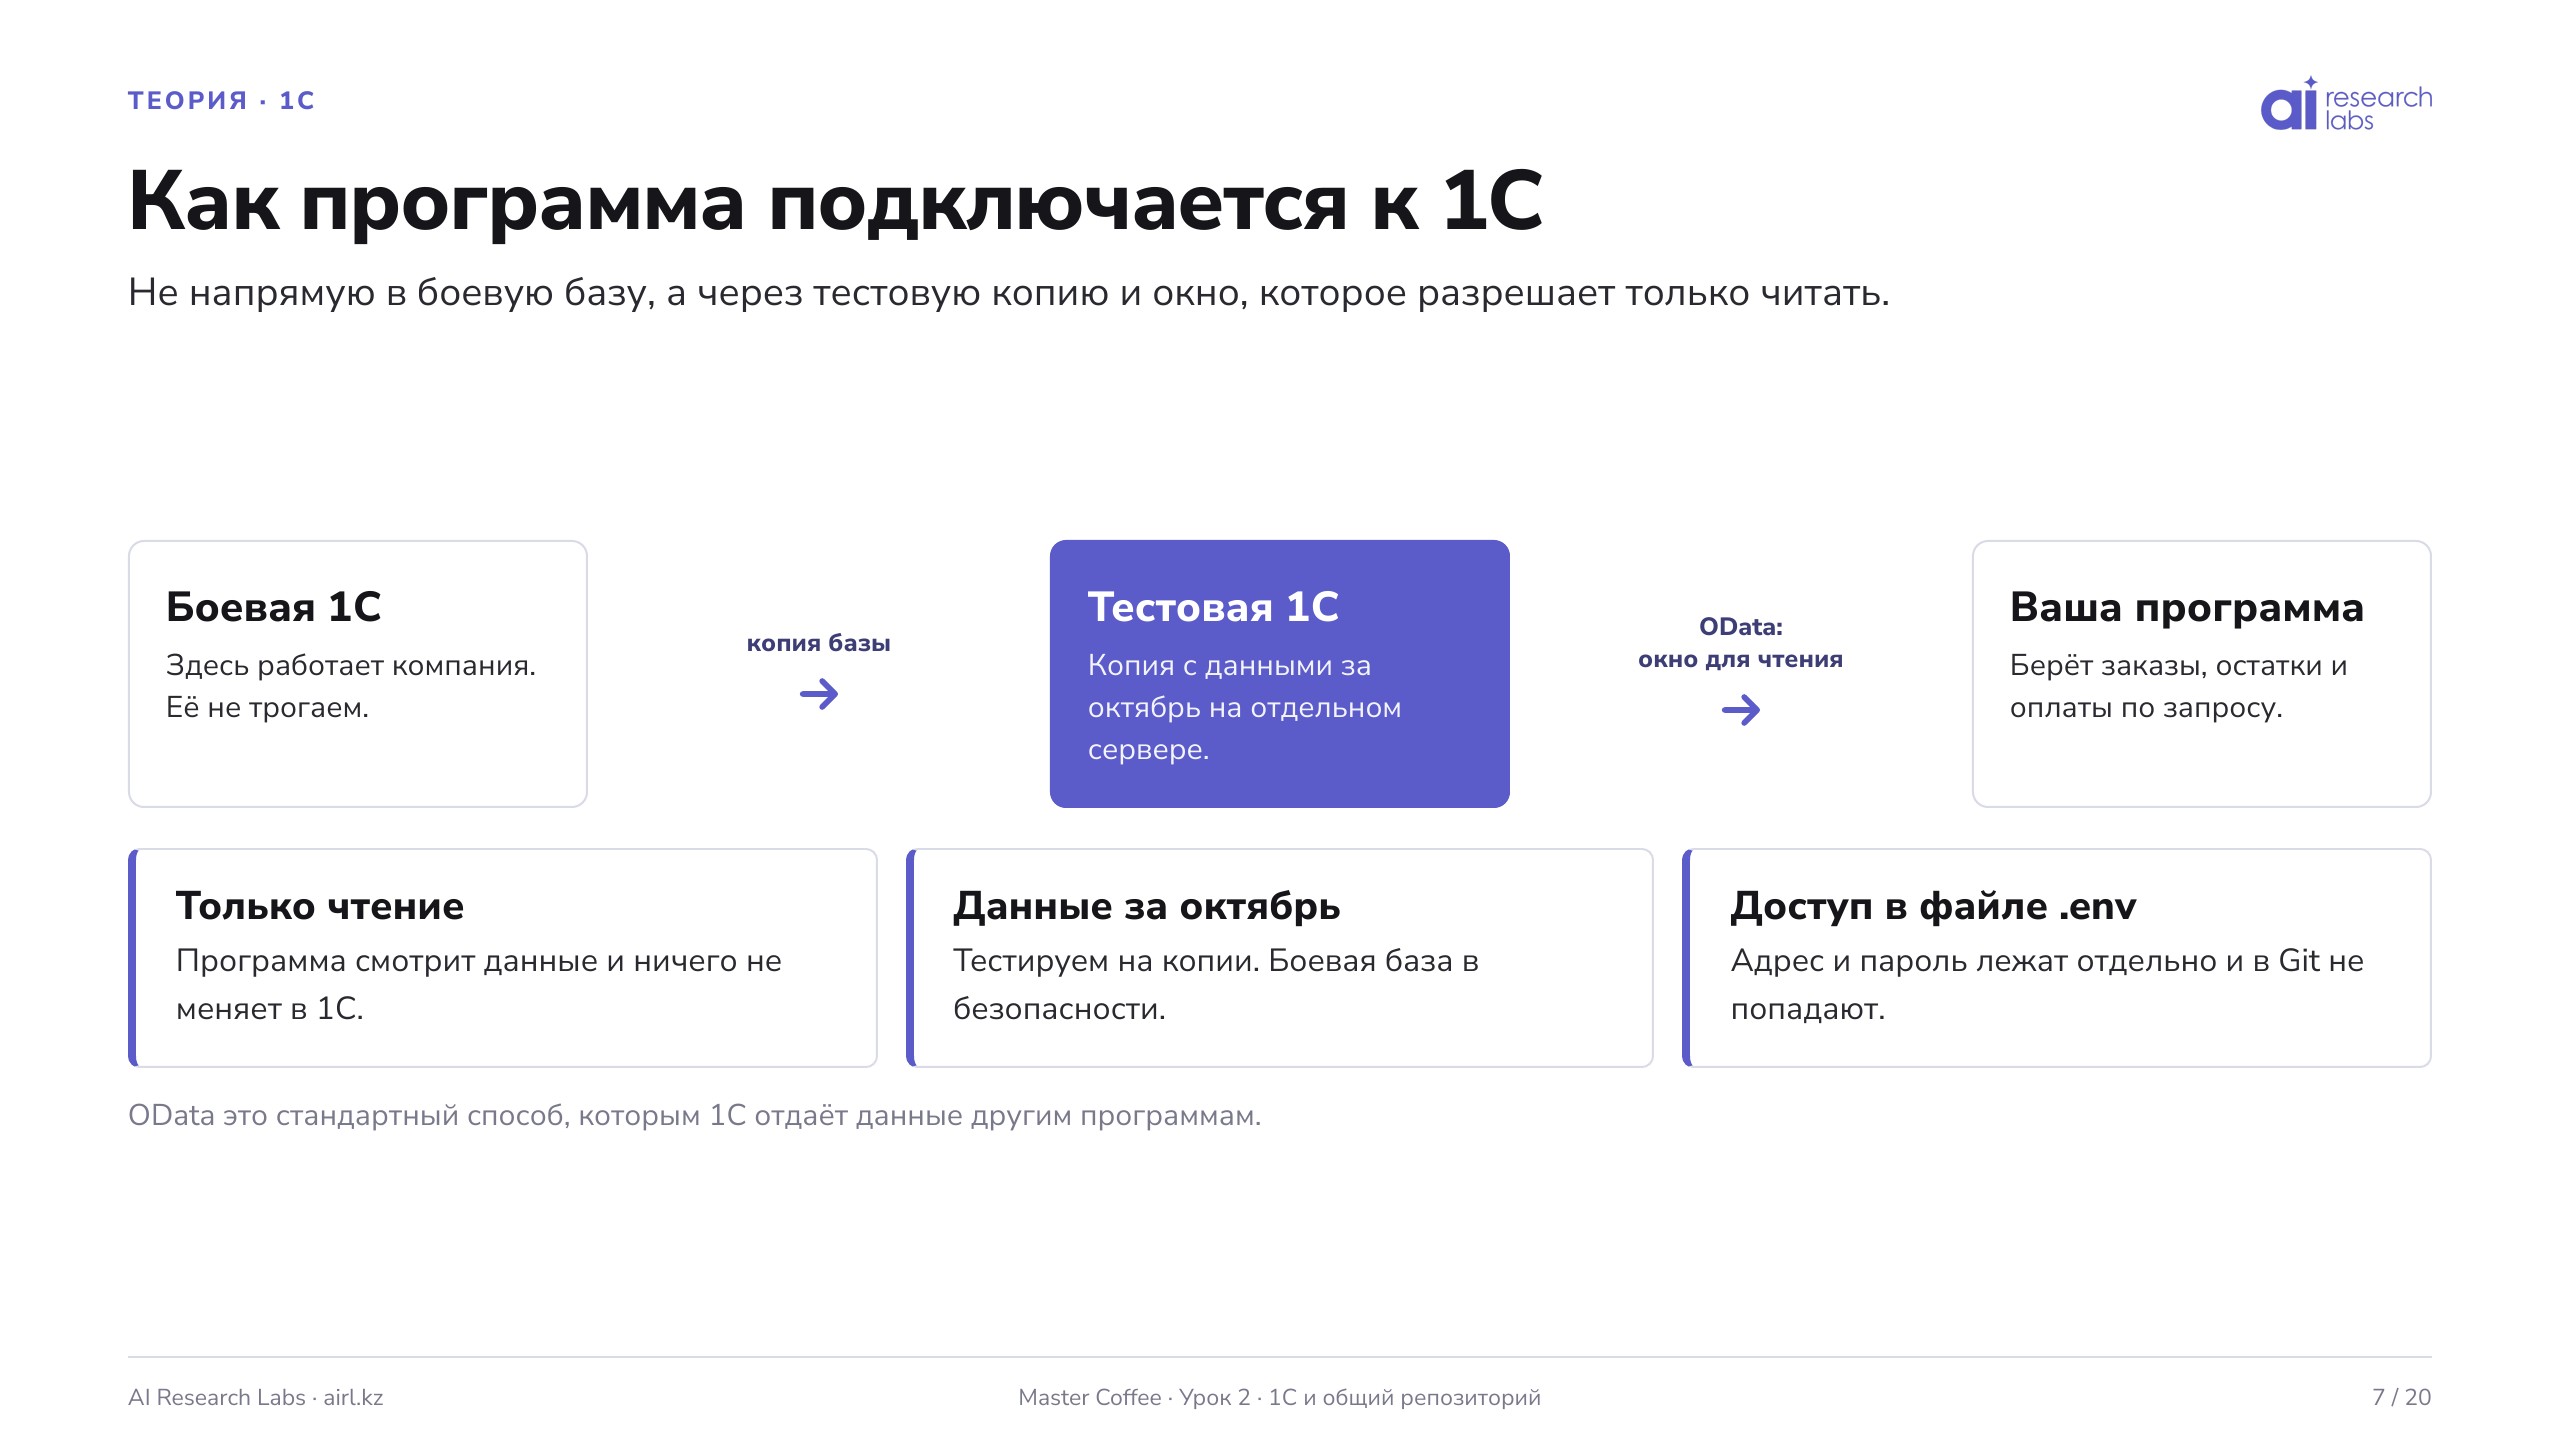 ТЕОРИЯ · 1С
ai research labs
Как программа подключается к 1С
Не напрямую в боевую базу, а через тестовую копию и окно, которое разрешает только читать.
Боевая 1С
Здесь работает компания.
Её не трогаем.
копия базы
Тестовая 1С
Копия с данными за
октябрь на отдельном
сервере.
OData:
окно для чтения
Ваша программа
Берёт заказы, остатки и
оплаты по запросу.
Только чтение
Программа смотрит данные и ничего не
меняет в 1С.
Данные за октябрь
Тестируем на копии. Боевая база в
безопасности.
Доступ в файле .env
Адрес и пароль лежат отдельно и в Git не
попадают.
OData это стандартный способ, которым 1С отдаёт данные другим программам.
AI Research Labs · airl.kz
Master Coffee · Урок 2 · 1С и общий репозиторий
7 / 20